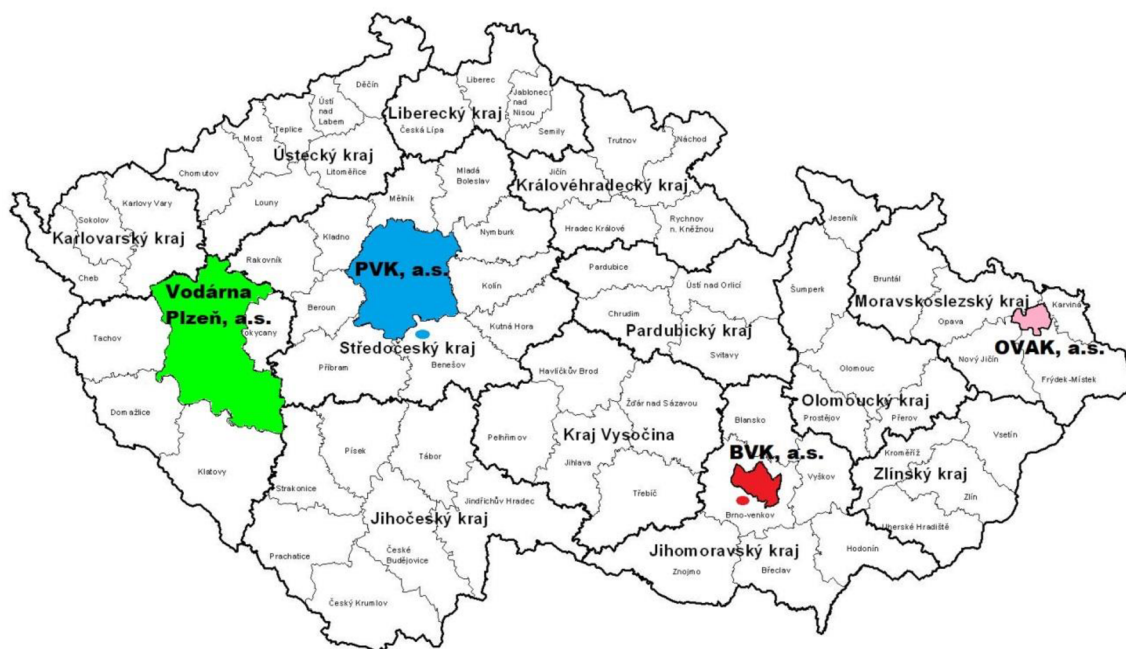 Děčín
Liberec
Ústí
nad
Labem
Jablonec
nad
Nisou
Liberecký kraj
Teplice
Česká Lípa
Semily
Most
Trutnov
Náchod
Ústecký kraj
Chomutov
Litoměřice
Mladá
Boleslav
Jičín
Královéhradecký kraj
Karlovy Vary
Louny
Mělník
Sokolov
Jeseník
Karlovarský kraj
Kladno
Nymburk
Hradec Králové
Rychnov
n. Kněžnou
Rakovník
Cheb
PVK, a.s.
Pardubice
Bruntál
Vodárna
Plzeň, a.s.
Kolín
Ústí nad Orlicí
Šumperk
Moravskoslezský kraj
Karviná
Beroun
Chrudim
Opava
okycany
Kutná Hora
Pardubický kraj
Tachov
Středočeský kraj
OVAK, a.s.
Svitavy
Nový Jičín
Benešov
Příbram
Havlíčkův Brod
Olomouc
Frýdek-Místek
Olomoucký kraj
Žďár nad Sázavou
Domažlice
Prostějov
Přerov
Blansko
Pelhřimov
Kraj Vysočina
Vsetín
Písek
Tábor
BVK, a.s.
Kroměříž
Jihlava
Klatovy
Zlínský kraj
Vyškov
Třebíč
Strakonice
Jindřichův Hradec
Zlín
Brno-venkov
Jihočeský kraj
Uherské Hradiště
Jihomoravský kraj
Hodonín
Prachatice
České
Budějovice
Znojmo
Břeclav
Český Krumlov